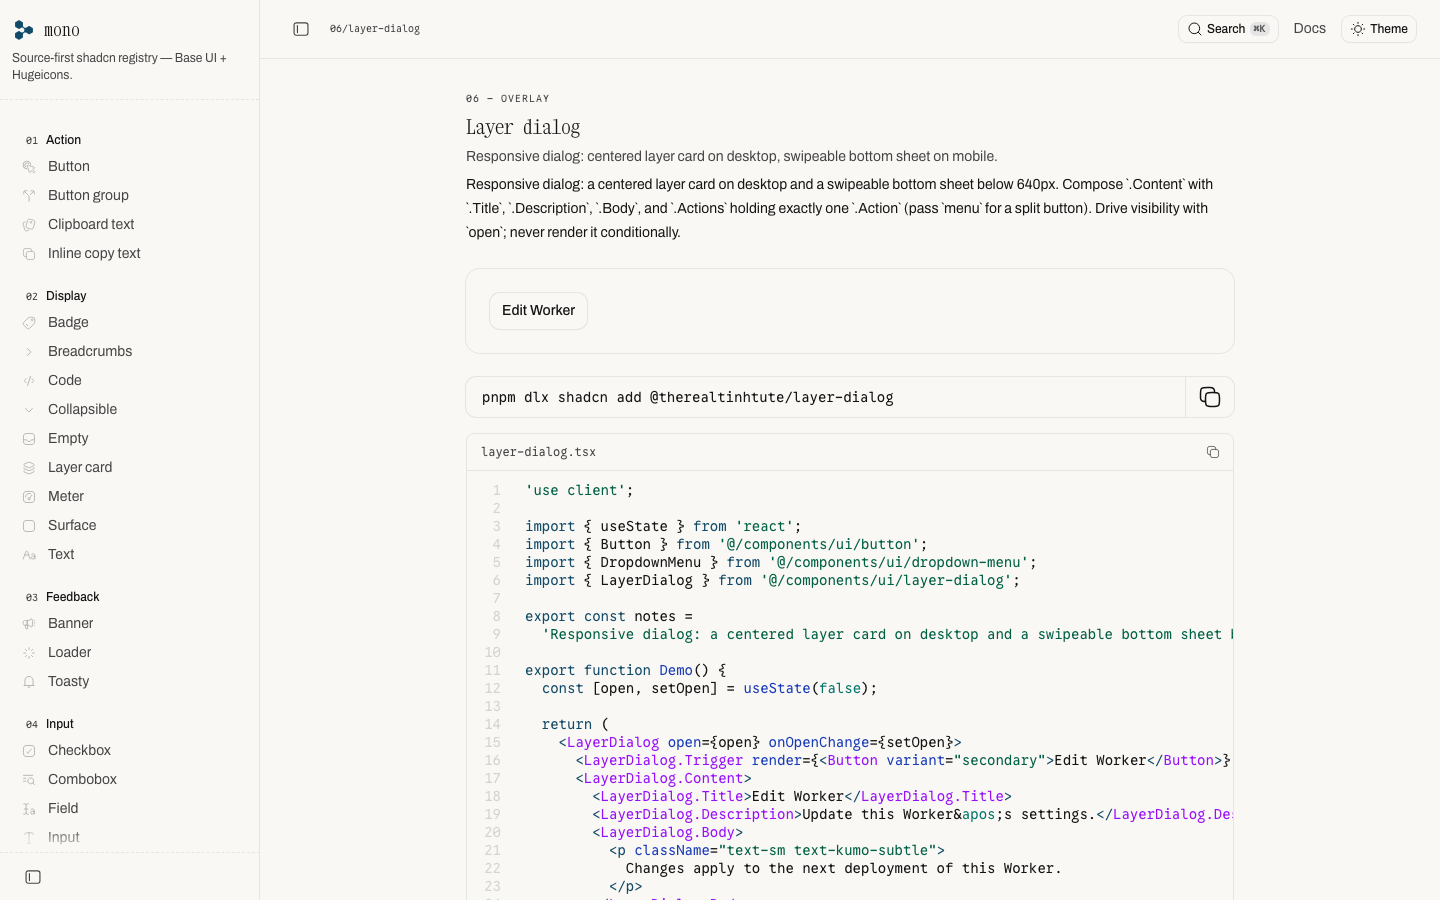 mono
Source-first shadcn registry — Base UI +
Hugeicons.
01 Action
Button
Button group
Clipboard text
Inline copy text
02 Display
Badge
Breadcrumbs
Code
Collapsible
Empty
Layer card
Meter
Surface
Text
03 Feedback
Banner
Loader
Toasty
04 Input
Checkbox
Combobox
Field
Input
06/layer-dialog
Search ⌘K
Docs
Theme
06 — OVERLAY
Layer dialog
Responsive dialog: centered layer card on desktop, swipeable bottom sheet on mobile.
Responsive dialog: a centered layer card on desktop and a swipeable bottom sheet below 640px. Compose `.Content` with
`.Title`, `.Description`, `.Body`, and `.Actions` holding exactly one `.Action` (pass `menu` for a split button). Drive visibility with
`open`; never render it conditionally.
Edit Worker
pnpm dlx shadcn add @therealtinhtute/layer-dialog
layer-dialog.tsx
1 'use client';
2
3 import { useState } from 'react';
4 import { Button } from '@/components/ui/button';
5 import { DropdownMenu } from '@/components/ui/dropdown-menu';
6 import { LayerDialog } from '@/components/ui/layer-dialog';
7
8 export const notes =
9 'Responsive dialog: a centered layer card on desktop and a swipeable bottom sheet
10
11 export function Demo() {
12 const [open, setOpen] = useState(false);
13
14 return (
15 <LayerDialog open={open} onOpenChange={setOpen}>
16 <LayerDialog.Trigger render={<Button variant="secondary">Edit Worker</Button>}
17 <LayerDialog.Content>
18 <LayerDialog.Title>Edit Worker</LayerDialog.Title>
19 <LayerDialog.Description>Update this Worker&apos;s settings.</LayerDialog.De
20 <LayerDialog.Body>
21 <p className="text-sm text-kumo-subtle">
22 Changes apply to the next deployment of this Worker.
23 </p>